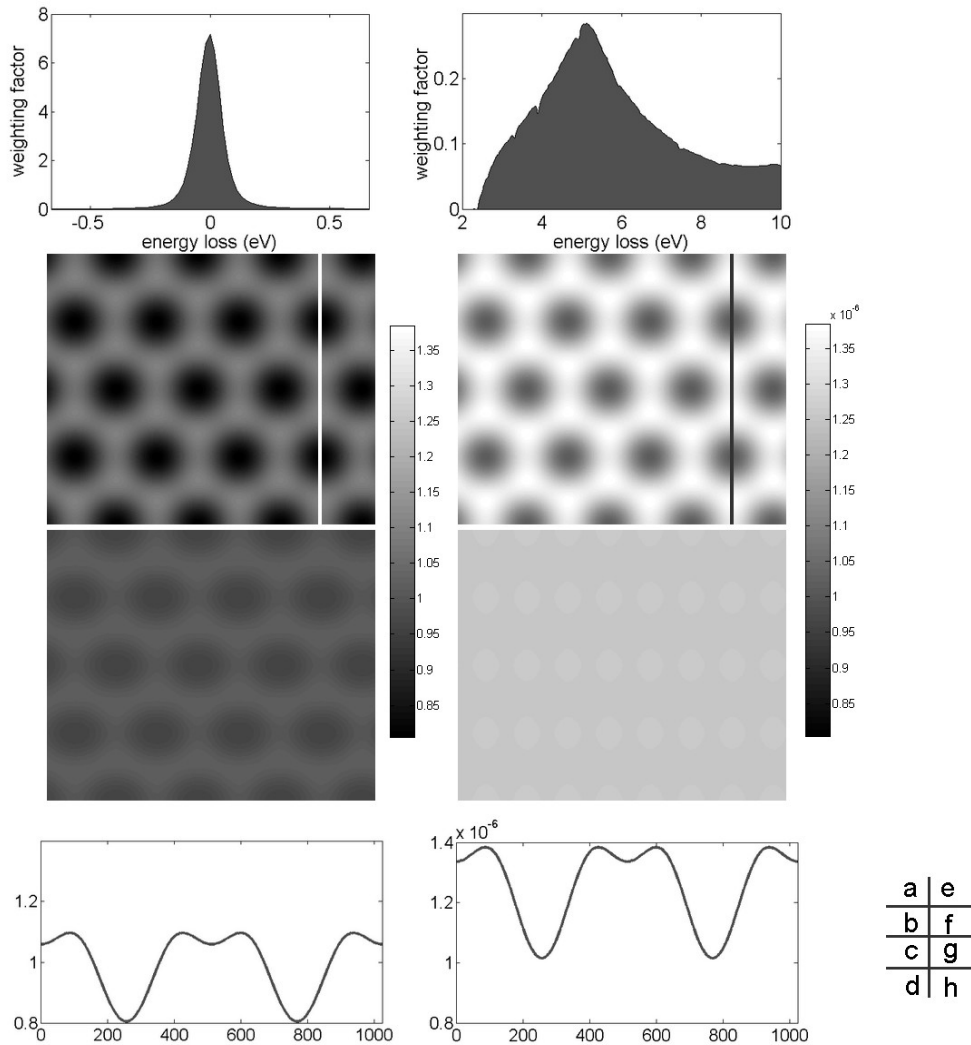 8
6
4
2
0
weighting factor
-0.5 0 0.5
energy loss (eV)
0.2
0.1
0
weighting factor
2 4 6 8 10
energy loss (eV)
1.35
1.3
1.25
1.2
1.15
1.1
1.05
1
0.95
0.9
0.85
x 10⁻⁶
1.35
1.3
1.25
1.2
1.15
1.1
1.05
1
0.95
0.9
0.85
1.2
1
0.8
0 200 400 600 800 1000
x 10⁻⁶
1.4
1.2
1
0.8
0 200 400 600 800 1000
a e
b f
c g
d h